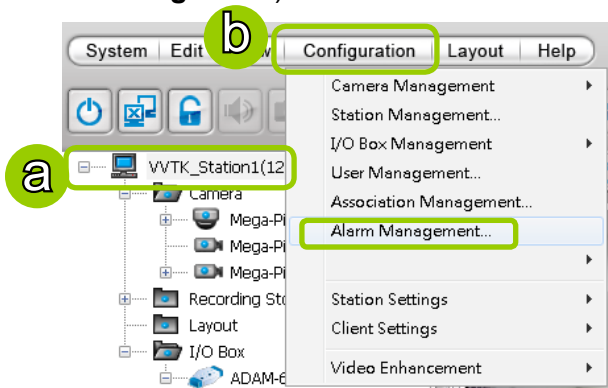 System Edit Configuration Layout Help
b
Camera Management
Station Management...
I/O Box Management
User Management...
Association Management...
Alarm Management...
Station Settings
Client Settings
Video Enhancement
a
VVTK_Station1(12
Camera
Mega-Pi
Mega-Pi
Mega-Pi
Recording Sto
Layout
I/O Box
ADAM-6